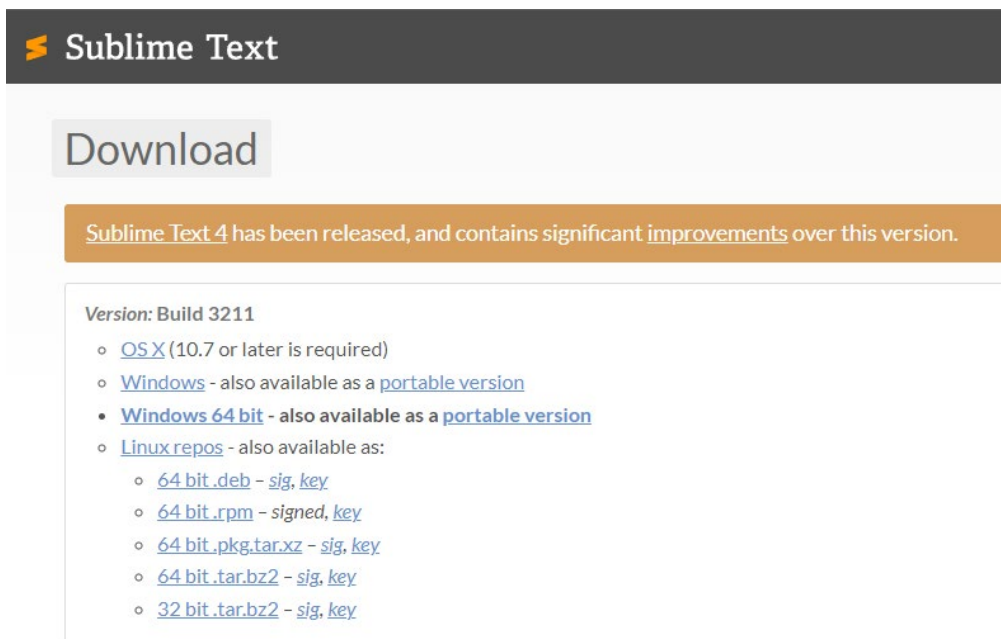 Sublime Text
Download
Sublime Text 4 has been released, and contains significant improvements over this version.
Version: Build 3211
OS X (10.7 or later is required)
Windows - also available as a portable version
Windows 64 bit - also available as a portable version
Linux repos - also available as:
64 bit .deb – sig, key
64 bit .rpm – signed, key
64 bit .pkg.tar.xz – sig, key
64 bit .tar.bz2 – sig, key
32 bit .tar.bz2 – sig, key